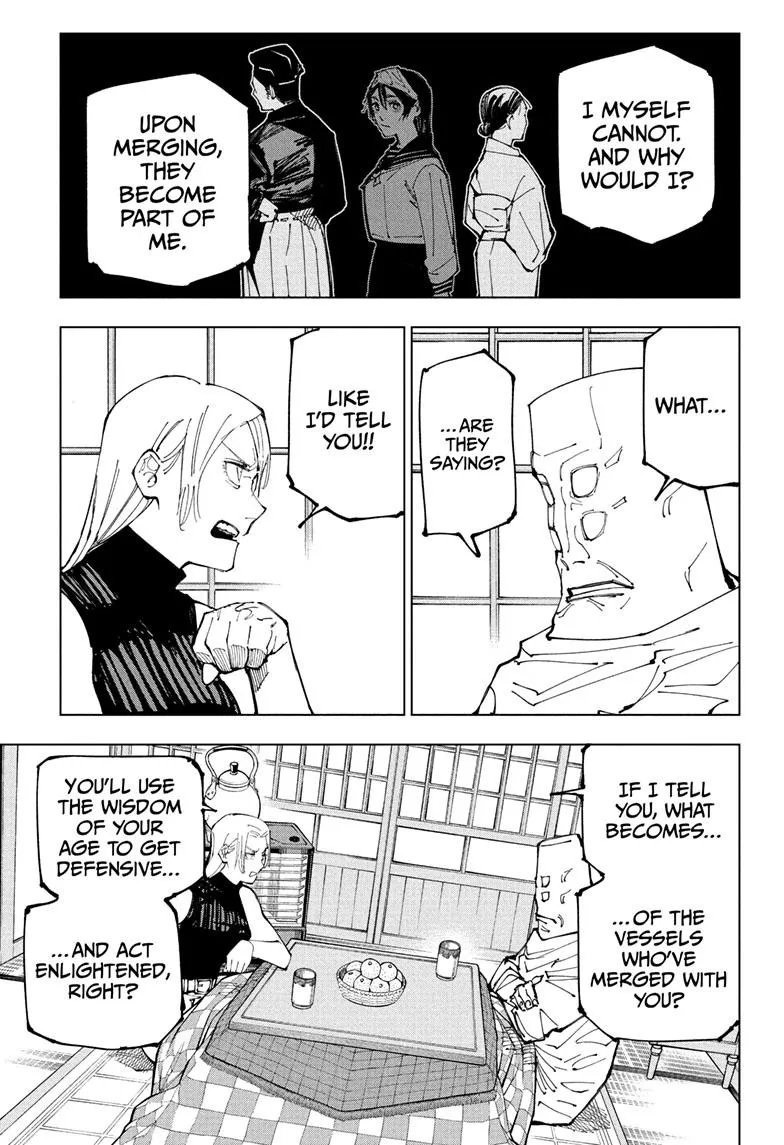 I MYSELF
CANNOT.
AND WHY
WOULD I?
UPON
MERGING,
THEY
BECOME
PART OF
ME.
WHAT...
...ARE
THEY
SAYING?
LIKE
I'D TELL
YOU!!
IF I TELL
YOU, WHAT
BECOMES...
...OF THE
VESSELS
WHO'VE
MERGED WITH
YOU?
YOU'LL USE
THE WISDOM
OF YOUR
AGE TO GET
DEFENSIVE...
...AND ACT
ENLIGHTENED,
RIGHT?